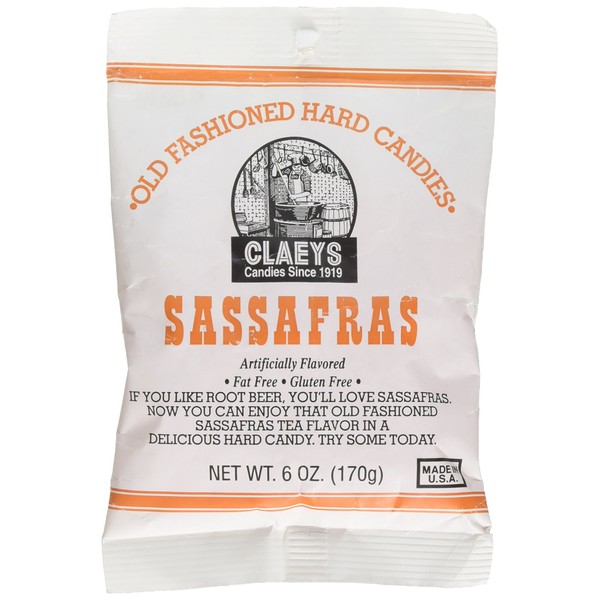 •OLD FASHIONED HARD CANDIES•
CLAEYS
Candies Since 1919
SASSAFRAS
Artificially Flavored
• Fat Free • Gluten Free •
IF YOU LIKE ROOT BEER, YOU'LL LOVE SASSAFRAS.
NOW YOU CAN ENJOY THAT OLD FASHIONED
SASSAFRAS TEA FLAVOR IN A
DELICIOUS HARD CANDY. TRY SOME TODAY.
NET WT. 6 OZ. (170g)
MADE IN
U.S.A.